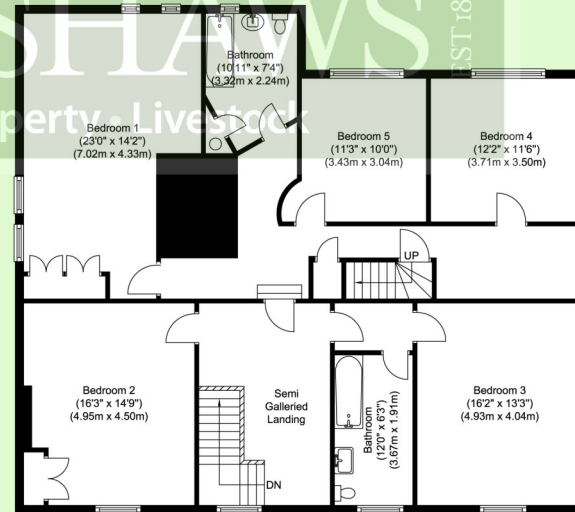 SHAWS
EST 18
perty • Livestock
Bathroom
(10'11" x 7'4")
(3.32m x 2.24m)
Bedroom 1
(23'0" x 14'2")
(7.02m x 4.33m)
Bedroom 5
(11'3" x 10'0")
(3.43m x 3.04m)
Bedroom 4
(12'2" x 11'6")
(3.71m x 3.50m)
UP
Bedroom 2
(16'3" x 14'9")
(4.95m x 4.50m)
Semi
Galleried
Landing
DN
Bathroom
(12'0" x 6'3")
(3.67m x 1.91m)
Bedroom 3
(16'2" x 13'3")
(4.93m x 4.04m)